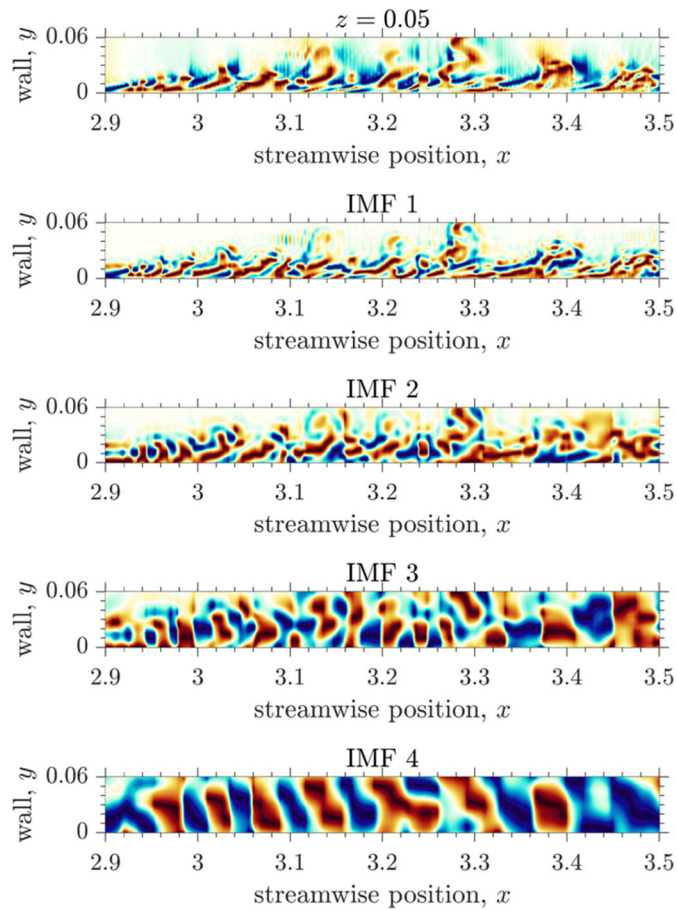 z = 0.05
wall, y
0.06
0
2.9 3 3.1 3.2 3.3 3.4 3.5
streamwise position, x
IMF 1
wall, y
0.06
0
2.9 3 3.1 3.2 3.3 3.4 3.5
streamwise position, x
IMF 2
wall, y
0.06
0
2.9 3 3.1 3.2 3.3 3.4 3.5
streamwise position, x
IMF 3
wall, y
0.06
0
2.9 3 3.1 3.2 3.3 3.4 3.5
streamwise position, x
IMF 4
wall, y
0.06
0
2.9 3 3.1 3.2 3.3 3.4 3.5
streamwise position, x